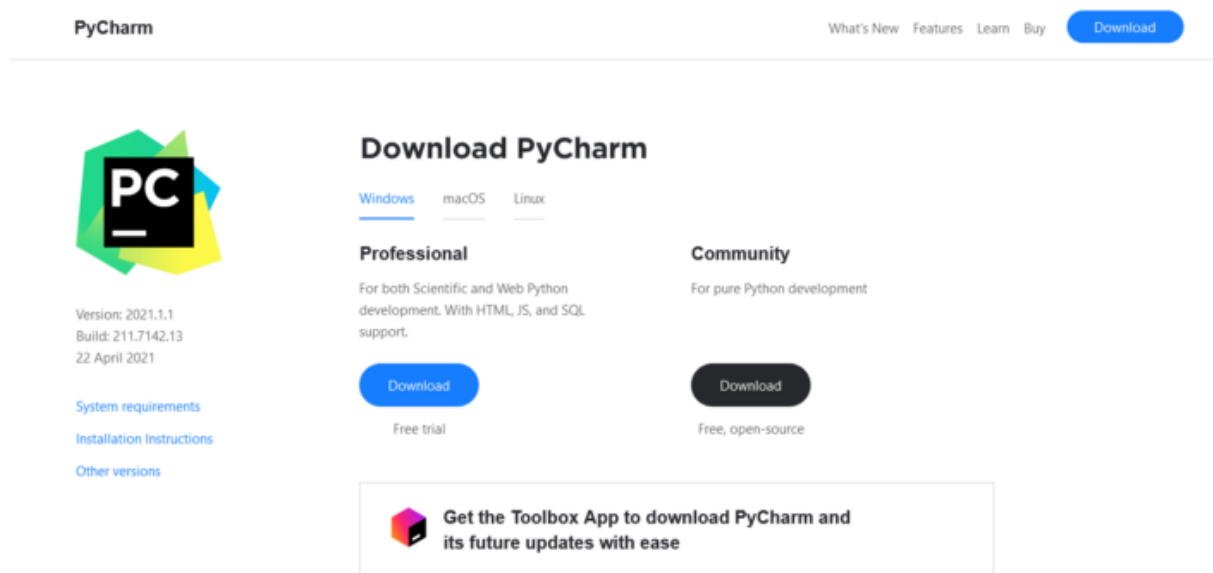 PyCharm
What's New Features Learn Buy Download
PC
Download PyCharm
Windows macOS Linux
Professional
For both Scientific and Web Python
development. With HTML, JS, and SQL
support.
Download
Free trial
Community
For pure Python development
Download
Free, open-source
Version: 2021.1.1
Build: 211.7142.13
22 April 2021
System requirements
Installation Instructions
Other versions
Get the Toolbox App to download PyCharm and
its future updates with ease